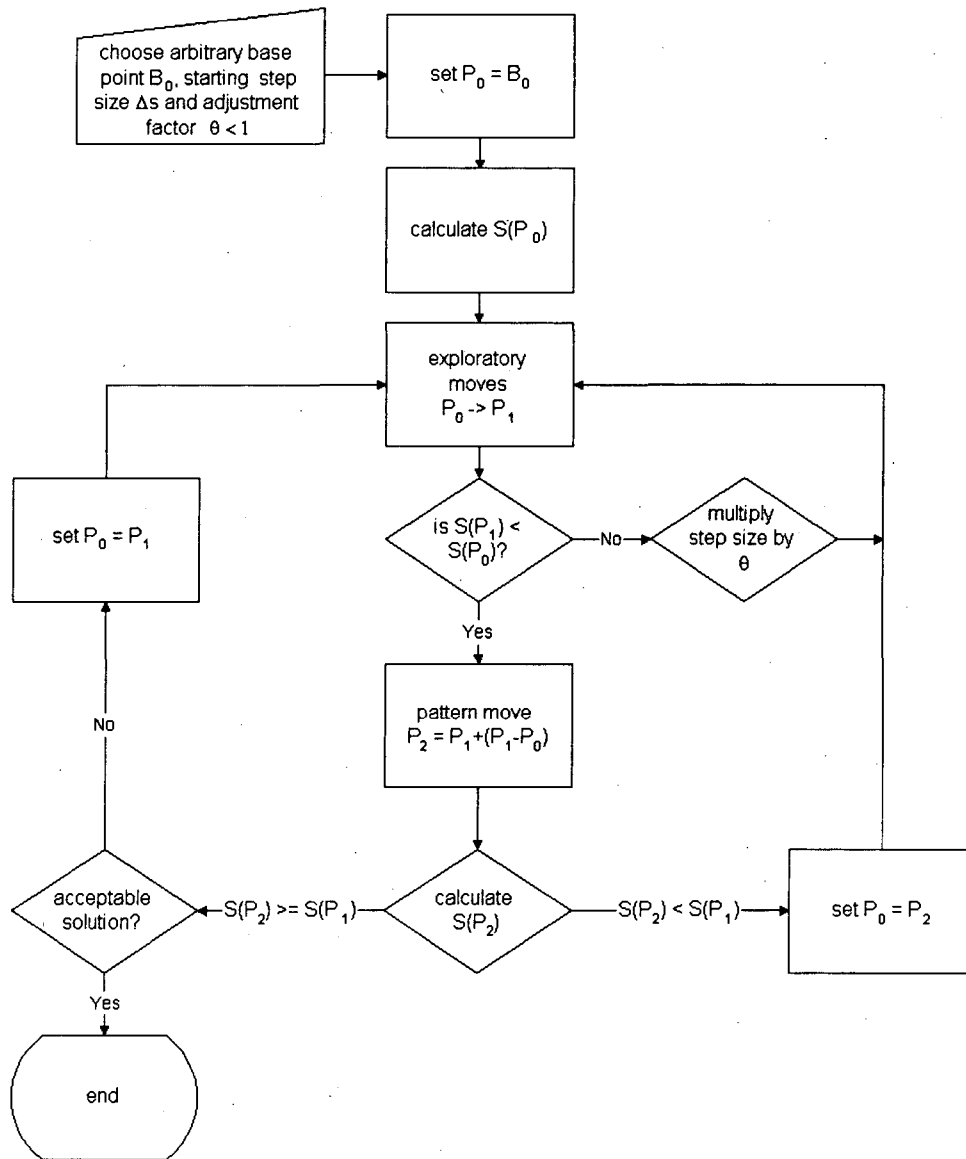 choose arbitrary base
point B₀, starting step
size Δs and adjustment
factor θ < 1
set P₀ = B₀
calculate S(P₀)
exploratory
moves
P₀ -> P₁
set P₀ = P₁
is S(P₁) <
S(P₀)?
No
multiply
step size by
θ
Yes
pattern move
P₂ = P₁+(P₁-P₀)
No
acceptable
solution?
S(P₂) >= S(P₁)
calculate
S(P₂)
S(P₂) < S(P₁)
set P₀ = P₂
Yes
end